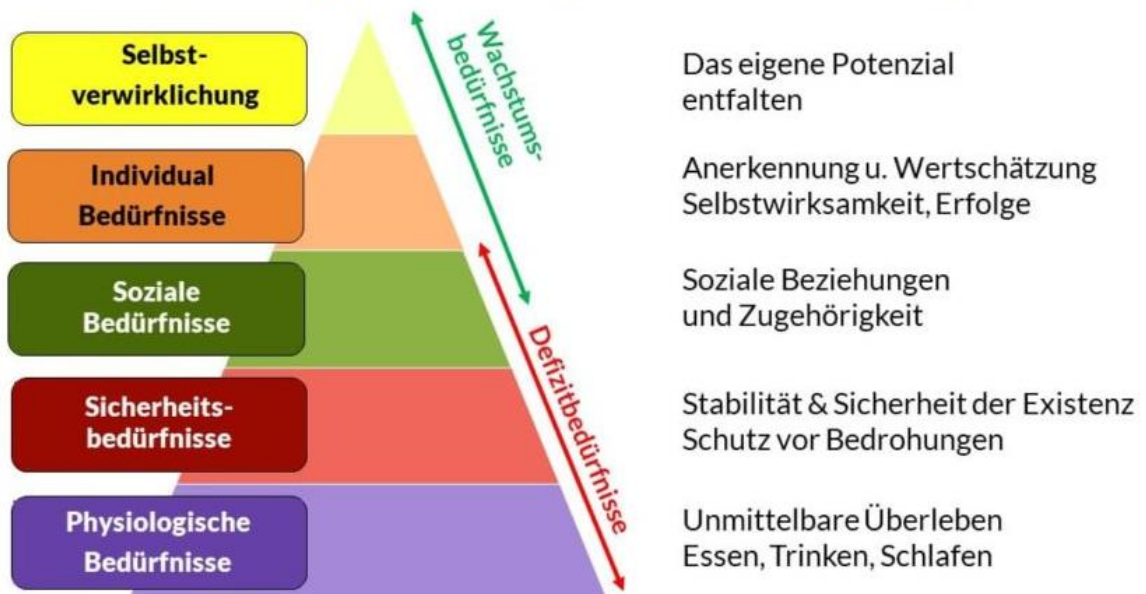 Selbst-
verwirklichung
Wachstums-
bedürfnisse
Das eigene Potenzial
entfalten
Individual
Bedürfnisse
Anerkennung u. Wertschätzung
Selbstwirksamkeit, Erfolge
Soziale
Bedürfnisse
Soziale Beziehungen
und Zugehörigkeit
Defizitbedürfnisse
Sicherheits-
bedürfnisse
Stabilität & Sicherheit der Existenz
Schutz vor Bedrohungen
Physiologische
Bedürfnisse
Unmittelbare Überleben
Essen, Trinken, Schlafen